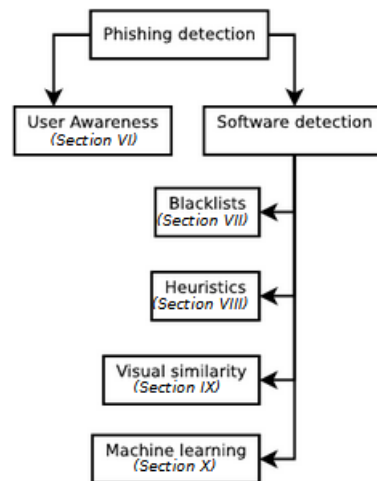 Phishing detection
User Awareness
(Section VI)
Software detection
Blacklists
(Section VII)
Heuristics
(Section VIII)
Visual similarity
(Section IX)
Machine learning
(Section X)